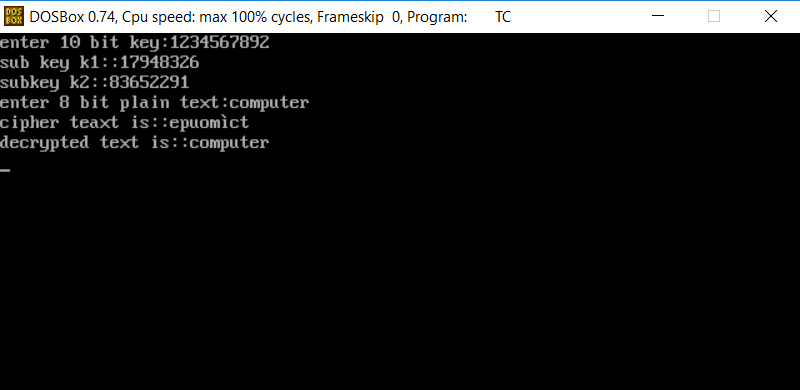 DOSBox 0.74, Cpu speed: max 100% cycles, Frameskip 0, Program: TC
enter 10 bit key:1234567892
sub key k1::17948326
subkey k2::83652291
enter 8 bit plain text:computer
cipher teaxt is::epuomìct
decrypted text is::computer